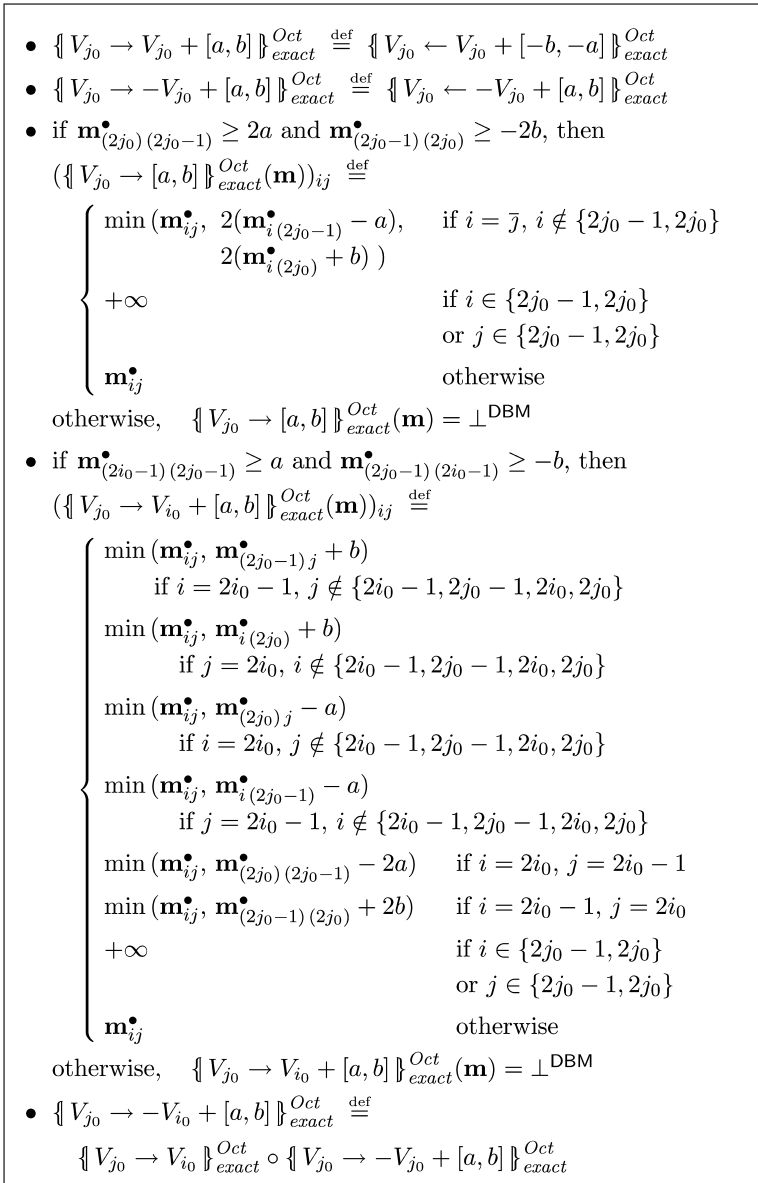 • ⦃ V_{j₀} → V_{j₀} + [a, b] ⦄^{Oct}_{exact} ≝ ⦃ V_{j₀} ← V_{j₀} + [−b, −a] ⦄^{Oct}_{exact}
• ⦃ V_{j₀} → −V_{j₀} + [a, b] ⦄^{Oct}_{exact} ≝ ⦃ V_{j₀} ← −V_{j₀} + [a, b] ⦄^{Oct}_{exact}
• if m•_{(2j₀) (2j₀−1)} ≥ 2a and m•_{(2j₀−1) (2j₀)} ≥ −2b, then
(⦃ V_{j₀} → [a, b] ⦄^{Oct}_{exact}(m))_{ij} ≝
min (m•_{ij}, 2(m•_{i (2j₀−1)} − a), if i = ȷ̄, i ∉ {2j₀ − 1, 2j₀}
2(m•_{i (2j₀)} + b) )
+∞ if i ∈ {2j₀ − 1, 2j₀}
or j ∈ {2j₀ − 1, 2j₀}
m•_{ij} otherwise
otherwise, ⦃ V_{j₀} → [a, b] ⦄^{Oct}_{exact}(m) = ⊥^{DBM}
• if m•_{(2i₀−1) (2j₀−1)} ≥ a and m•_{(2j₀−1) (2i₀−1)} ≥ −b, then
(⦃ V_{j₀} → V_{i₀} + [a, b] ⦄^{Oct}_{exact}(m))_{ij} ≝
min (m•_{ij}, m•_{(2j₀−1) j} + b)
if i = 2i₀ − 1, j ∉ {2i₀ − 1, 2j₀ − 1, 2i₀, 2j₀}
min (m•_{ij}, m•_{i (2j₀)} + b)
if j = 2i₀, i ∉ {2i₀ − 1, 2j₀ − 1, 2i₀, 2j₀}
min (m•_{ij}, m•_{(2j₀) j} − a)
if i = 2i₀, j ∉ {2i₀ − 1, 2j₀ − 1, 2i₀, 2j₀}
min (m•_{ij}, m•_{i (2j₀−1)} − a)
if j = 2i₀ − 1, i ∉ {2i₀ − 1, 2j₀ − 1, 2i₀, 2j₀}
min (m•_{ij}, m•_{(2j₀) (2j₀−1)} − 2a) if i = 2i₀, j = 2i₀ − 1
min (m•_{ij}, m•_{(2j₀−1) (2j₀)} + 2b) if i = 2i₀ − 1, j = 2i₀
+∞ if i ∈ {2j₀ − 1, 2j₀}
or j ∈ {2j₀ − 1, 2j₀}
m•_{ij} otherwise
otherwise, ⦃ V_{j₀} → V_{i₀} + [a, b] ⦄^{Oct}_{exact}(m) = ⊥^{DBM}
• ⦃ V_{j₀} → −V_{i₀} + [a, b] ⦄^{Oct}_{exact} ≝
⦃ V_{j₀} → V_{i₀} ⦄^{Oct}_{exact} ∘ ⦃ V_{j₀} → −V_{j₀} + [a, b] ⦄^{Oct}_{exact}